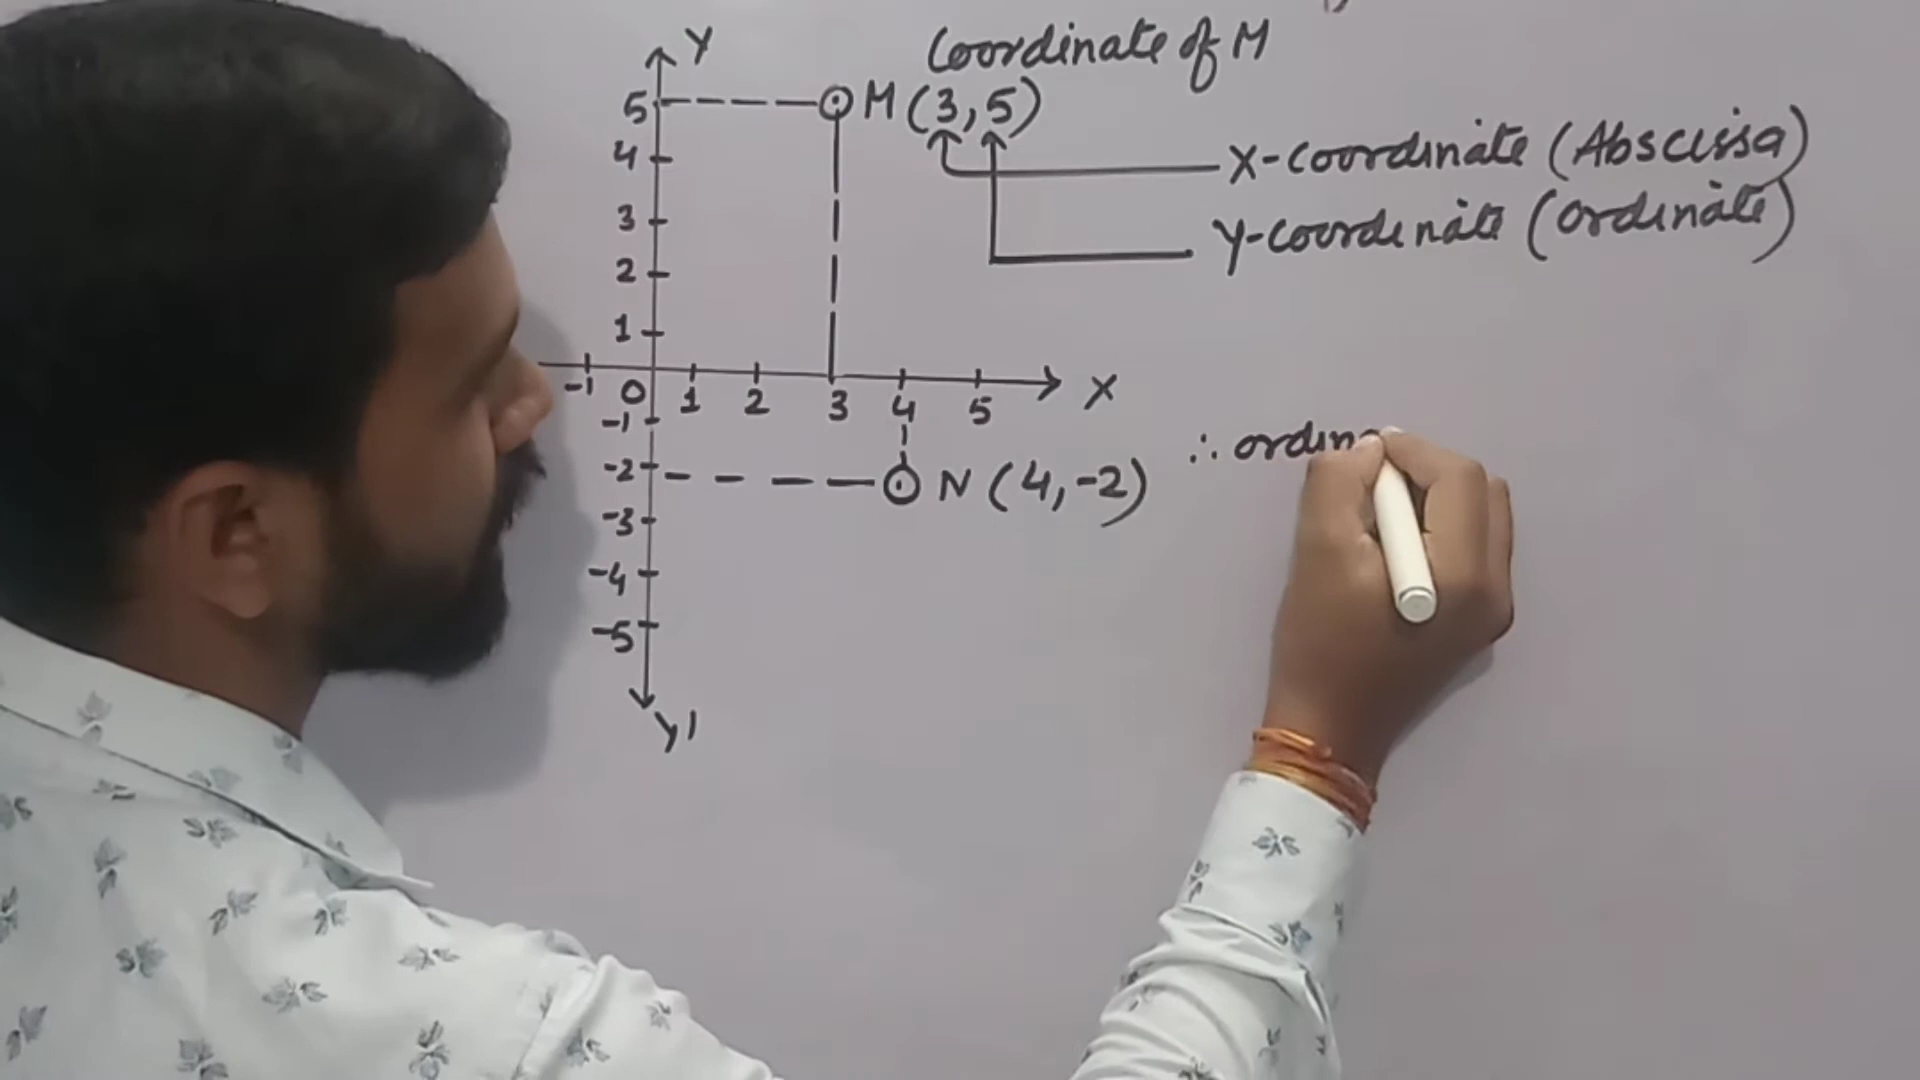 Y
Coordinate of M
5
M (3,5)
4
X-coordinate (Abscissa)
3
Y-coordinate (ordinate)
2
1
-1 0 1 2 3 4 5 X
-1
∴ ordin
-2
N (4,-2)
-3
-4
-5
Y'